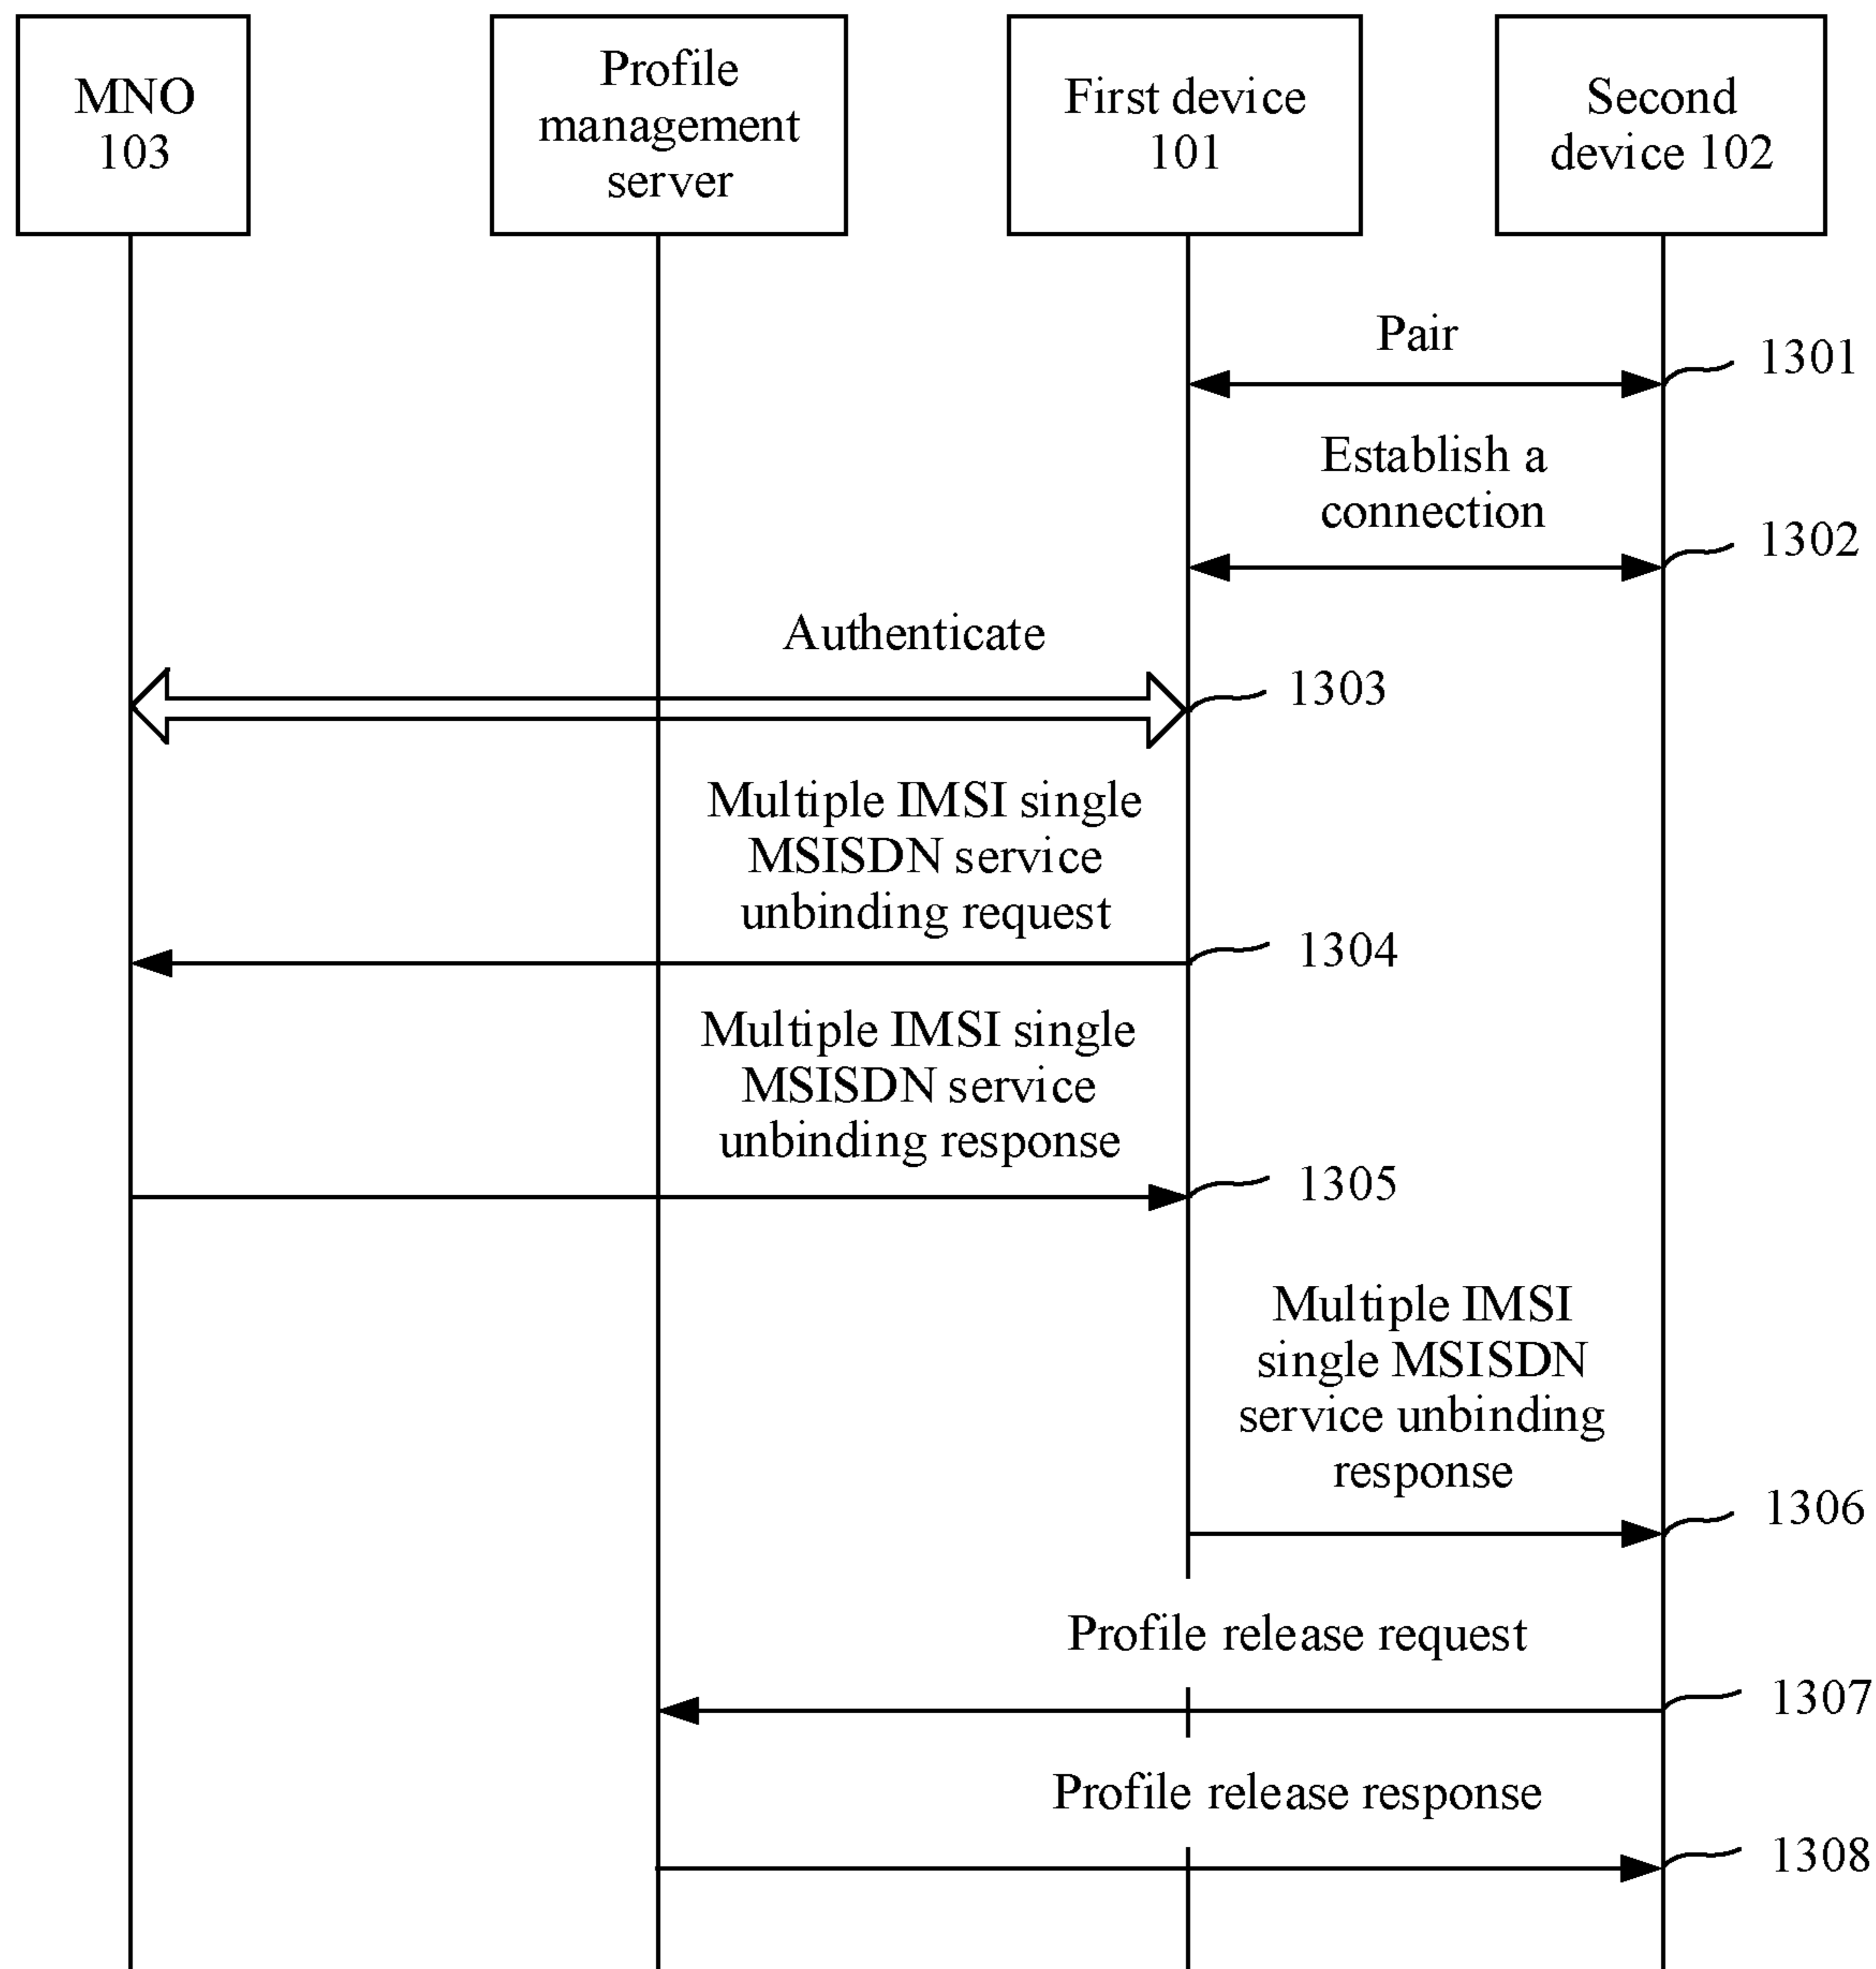 MNO
103
Profile
management
server
First device
101
Second
device 102
Pair
1301
Establish a
connection
1302
Authenticate
1303
Multiple IMSI single
MSISDN service
unbinding request
1304
Multiple IMSI single
MSISDN service
unbinding response
1305
Multiple IMSI
single MSISDN
service unbinding
response
1306
Profile release request
1307
Profile release response
1308